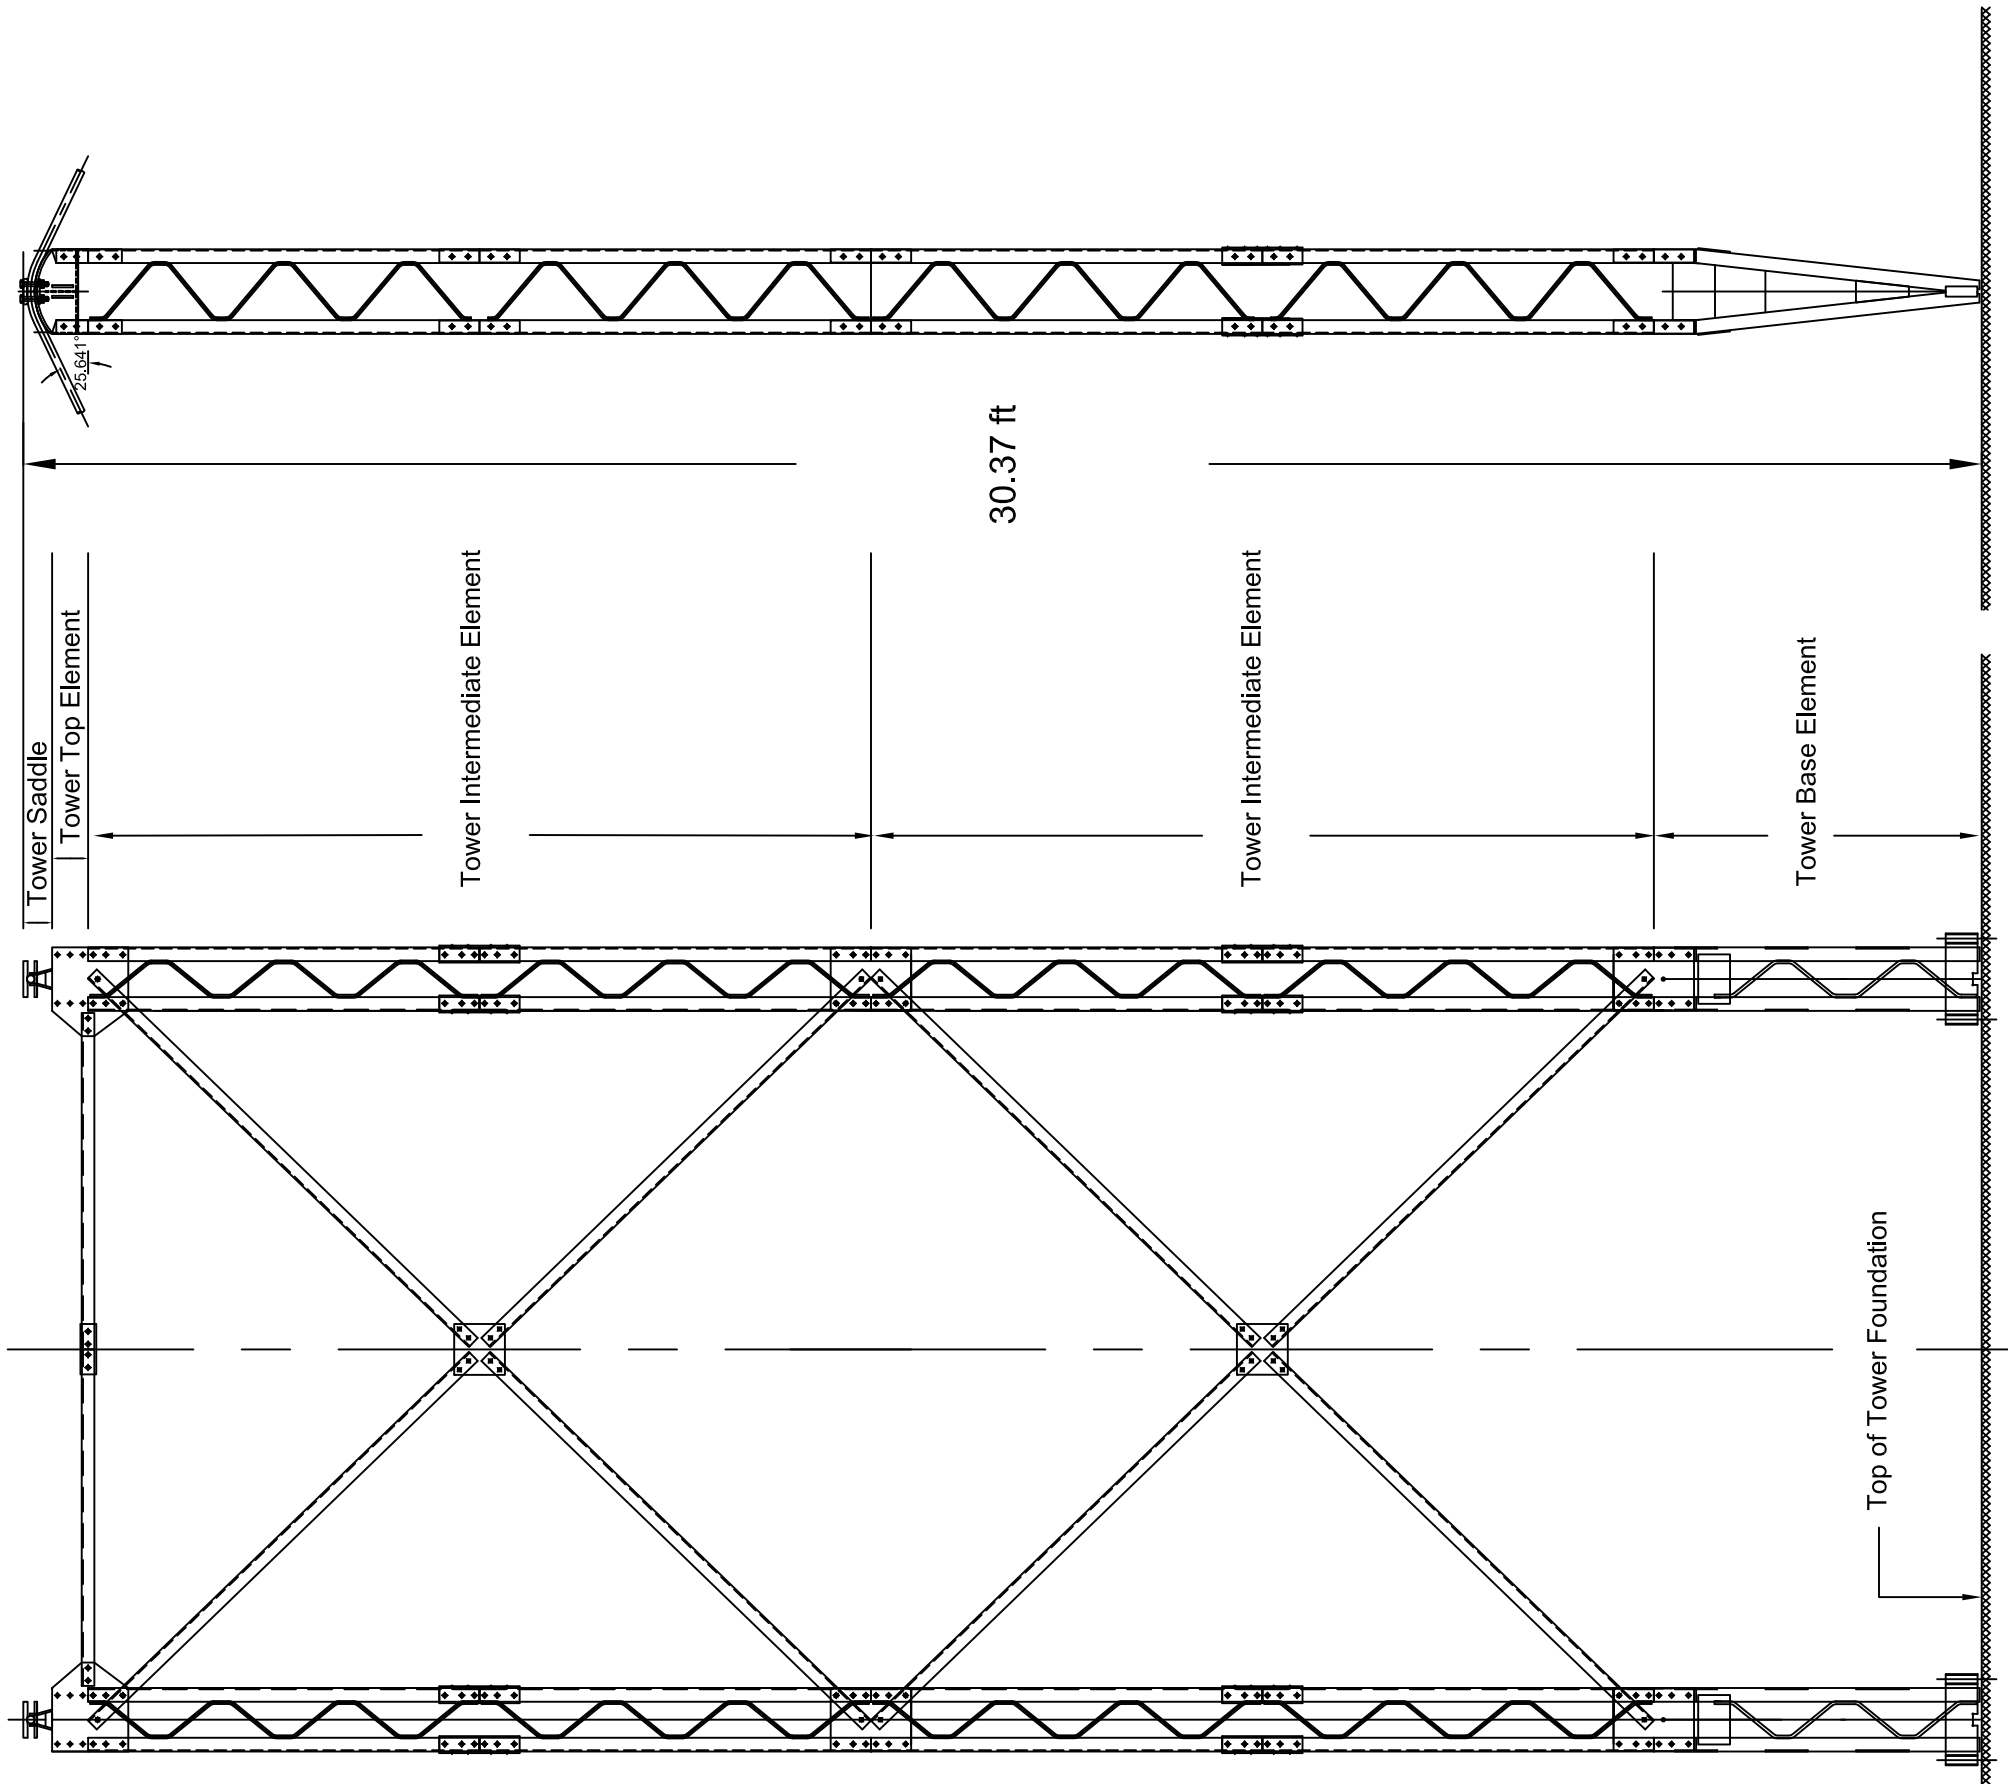 Tower Saddle
Tower Top Element
25.641°
Tower Intermediate Element
30.37 ft
Tower Intermediate Element
Tower Base Element
Top of Tower Foundation